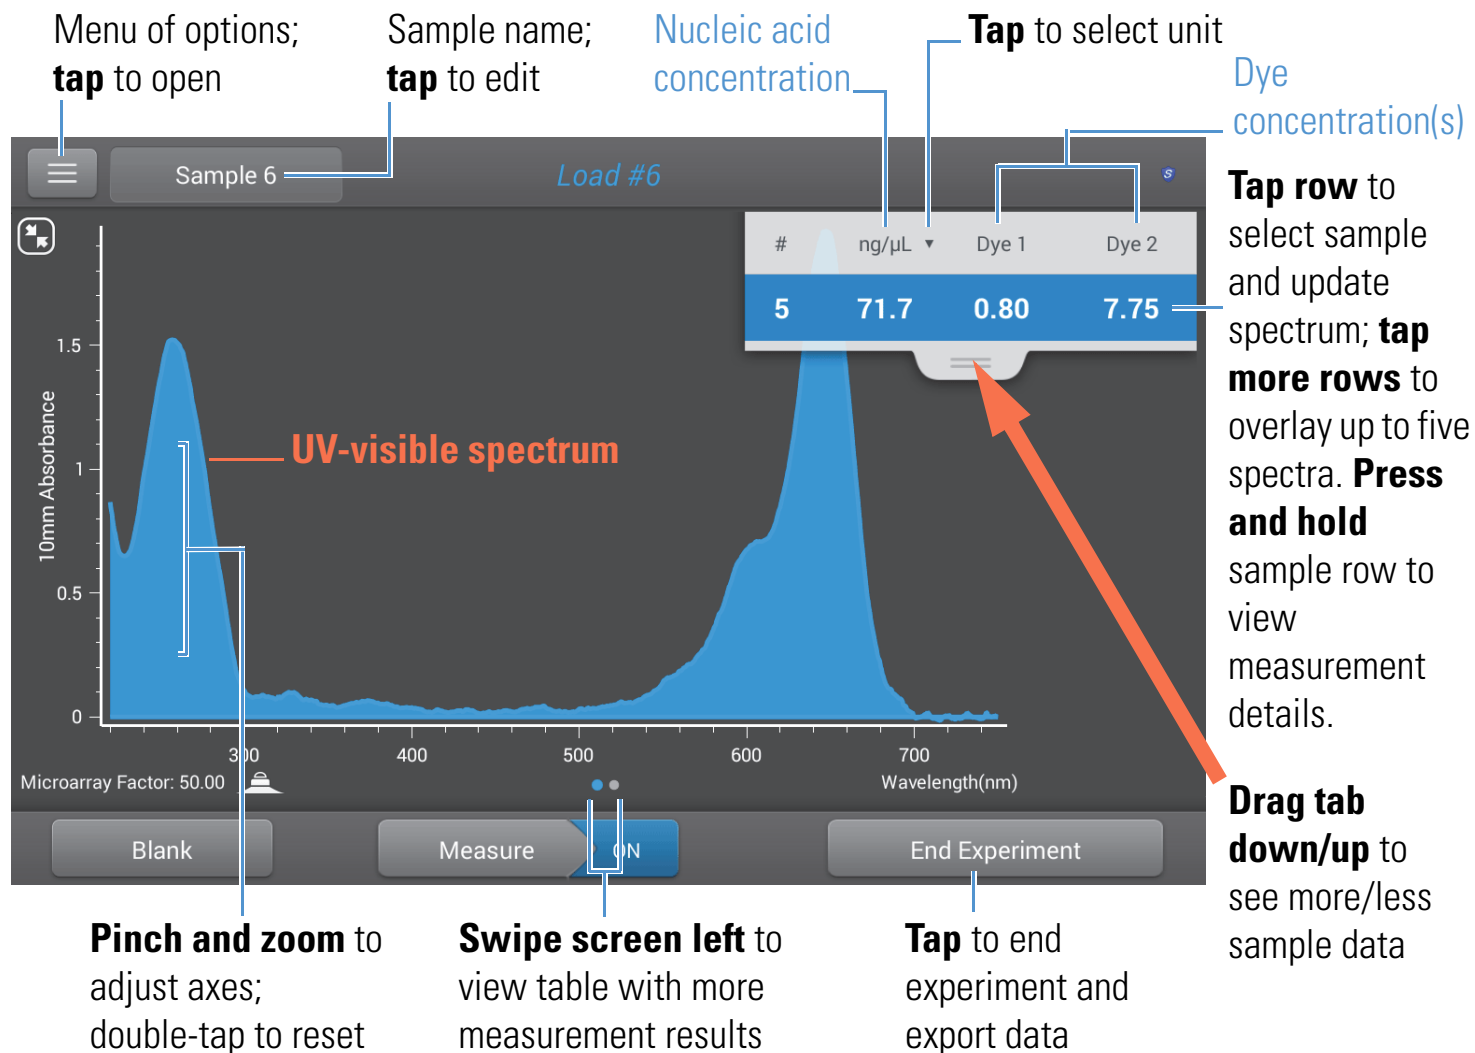 Menu of options;
tap to open
Sample name;
tap to edit
Nucleic acid
concentration
Tap to select unit
Dye
concentration(s)
Sample 6
Load #6
S
# ng/µL ▾ Dye 1 Dye 2
5 71.7 0.80 7.75
Tap row to
select sample
and update
spectrum; tap
more rows to
overlay up to five
spectra. Press
and hold
sample row to
view
measurement
details.
Drag tab
down/up to
see more/less
sample data
UV-visible spectrum
10mm Absorbance
1.5
1
0.5
0
300 400 500 600 700
Microarray Factor: 50.00
Wavelength(nm)
Blank
Measure
ON
End Experiment
Pinch and zoom to
adjust axes;
double-tap to reset
Swipe screen left to
view table with more
measurement results
Tap to end
experiment and
export data